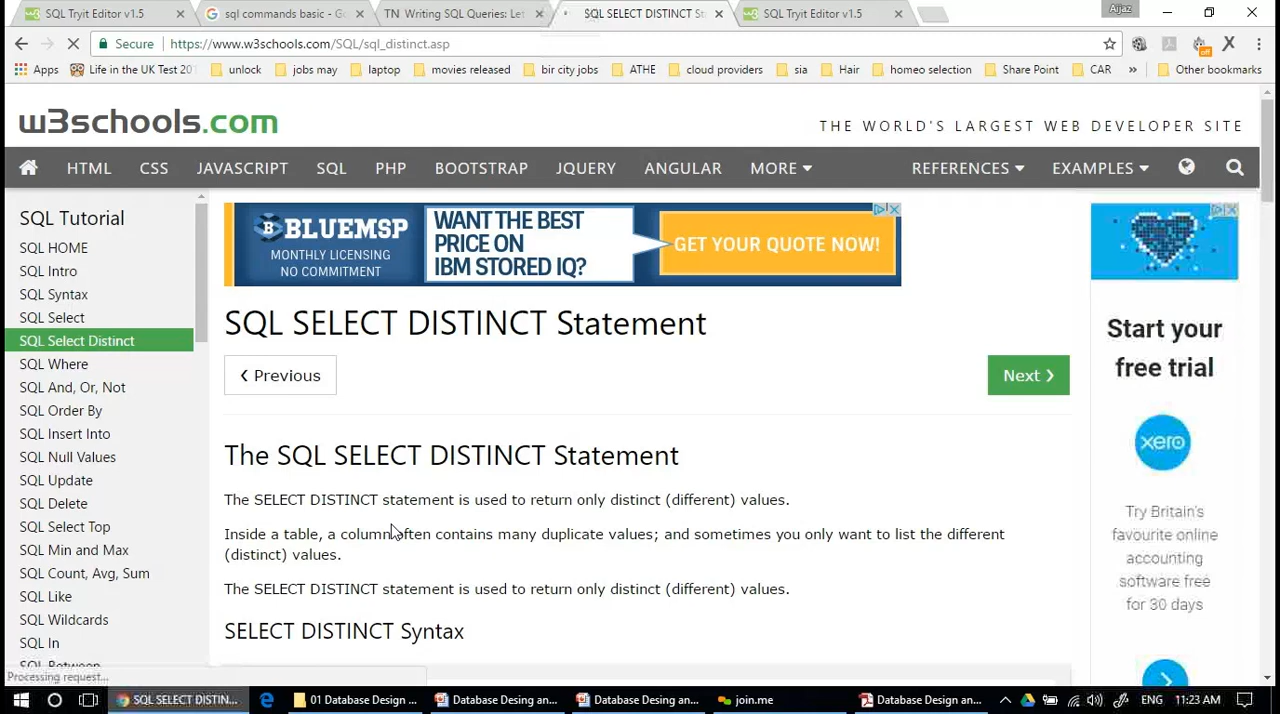 SQL Tryit Editor v1.5
sql commands basic - Go
TN Writing SQL Queries: Let
SQL SELECT DISTINCT St
SQL Tryit Editor v1.5
Aijaz
Secure https://www.w3schools.com/SQL/sql_distinct.asp
Apps Life in the UK Test 201 unlock jobs may laptop movies released bir city jobs ATHE cloud providers sia Hair homeo selection Share Point CAR » Other bookmarks
off
w3schools.com
THE WORLD'S LARGEST WEB DEVELOPER SITE
HTML CSS JAVASCRIPT SQL PHP BOOTSTRAP JQUERY ANGULAR MORE REFERENCES EXAMPLES
SQL Tutorial
SQL HOME
SQL Intro
SQL Syntax
SQL Select
SQL Select Distinct
SQL Where
SQL And, Or, Not
SQL Order By
SQL Insert Into
SQL Null Values
SQL Update
SQL Delete
SQL Select Top
SQL Min and Max
SQL Count, Avg, Sum
SQL Like
SQL Wildcards
SQL In
SQL Between
BLUEMSP
MONTHLY LICENSING
NO COMMITMENT
WANT THE BEST
PRICE ON
IBM STORED IQ?
GET YOUR QUOTE NOW!
SQL SELECT DISTINCT Statement
❮ Previous
Next ❯
The SQL SELECT DISTINCT Statement
The SELECT DISTINCT statement is used to return only distinct (different) values.
Inside a table, a column often contains many duplicate values; and sometimes you only want to list the different
(distinct) values.
The SELECT DISTINCT statement is used to return only distinct (different) values.
SELECT DISTINCT Syntax
Start your
free trial
xero
Try Britain's
favourite online
accounting
software free
for 30 days
Processing request...
SQL SELECT DISTIN...
01 Database Design ...
Database Desing an...
Database Desing an...
join.me
Database Design an...
ENG 11:23 AM